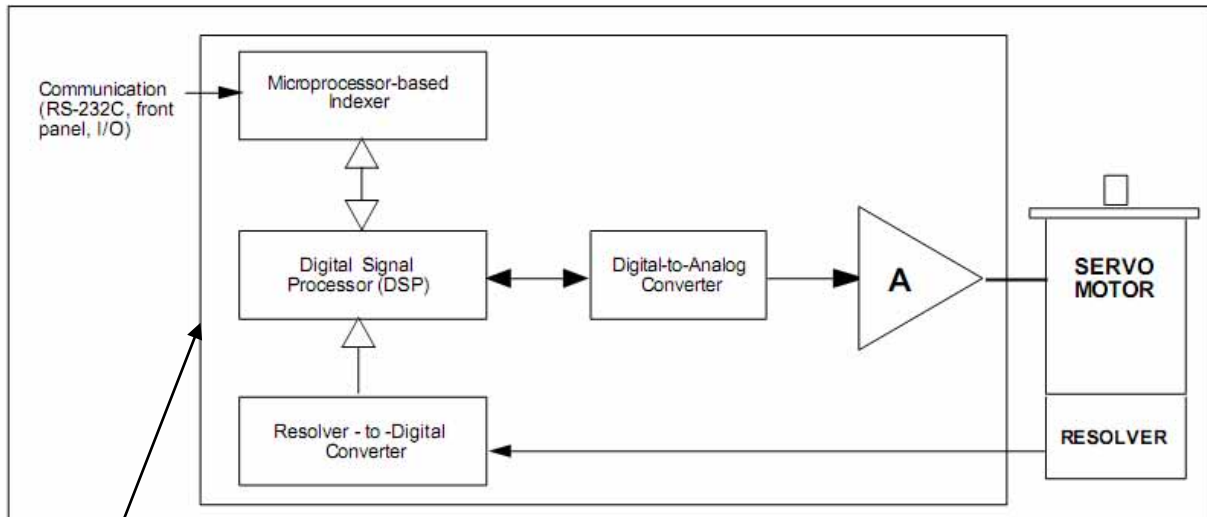 Communication
(RS-232C, front
panel, I/O)
Microprocessor-based
Indexer
Digital Signal
Processor (DSP)
Digital-to-Analog
Converter
A
SERVO
MOTOR
Resolver - to -Digital
Converter
RESOLVER